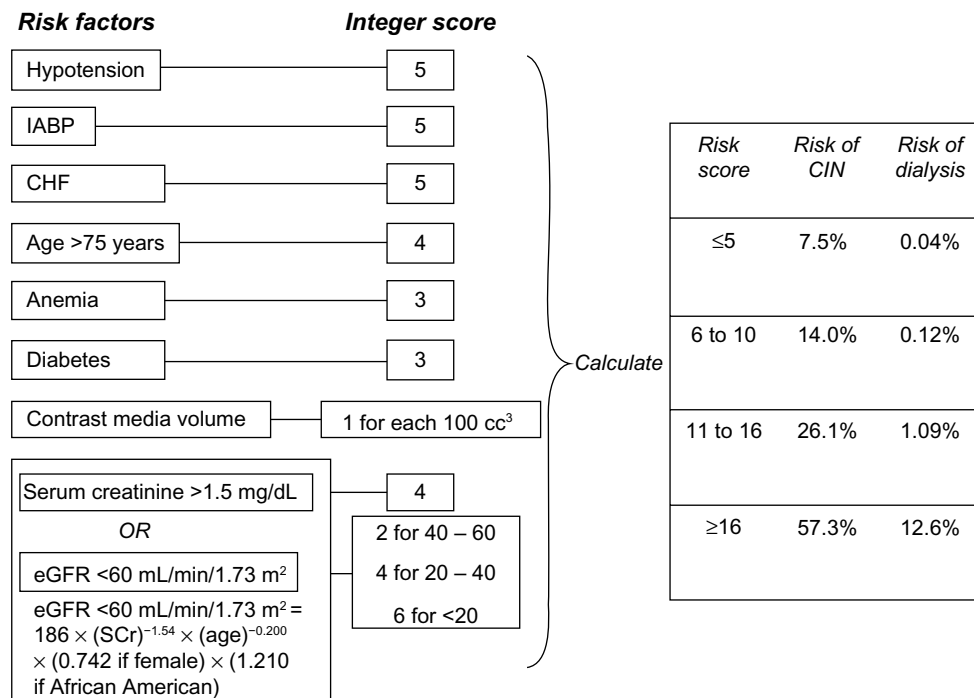 Risk factors Integer score
Hypotension 5
IABP 5
CHF 5
Age >75 years 4
Anemia 3
Diabetes 3
Contrast media volume 1 for each 100 cc³
Serum creatinine >1.5 mg/dL 4
OR
eGFR <60 mL/min/1.73 m²
2 for 40 – 60
4 for 20 – 40
6 for <20
eGFR <60 mL/min/1.73 m² =
186 × (SCr)⁻¹·⁵⁴ × (age)⁻⁰·²⁰⁰
× (0.742 if female) × (1.210
if African American)
Calculate
Risk Risk of Risk of
score CIN dialysis
≤5 7.5% 0.04%
6 to 10 14.0% 0.12%
11 to 16 26.1% 1.09%
≥16 57.3% 12.6%